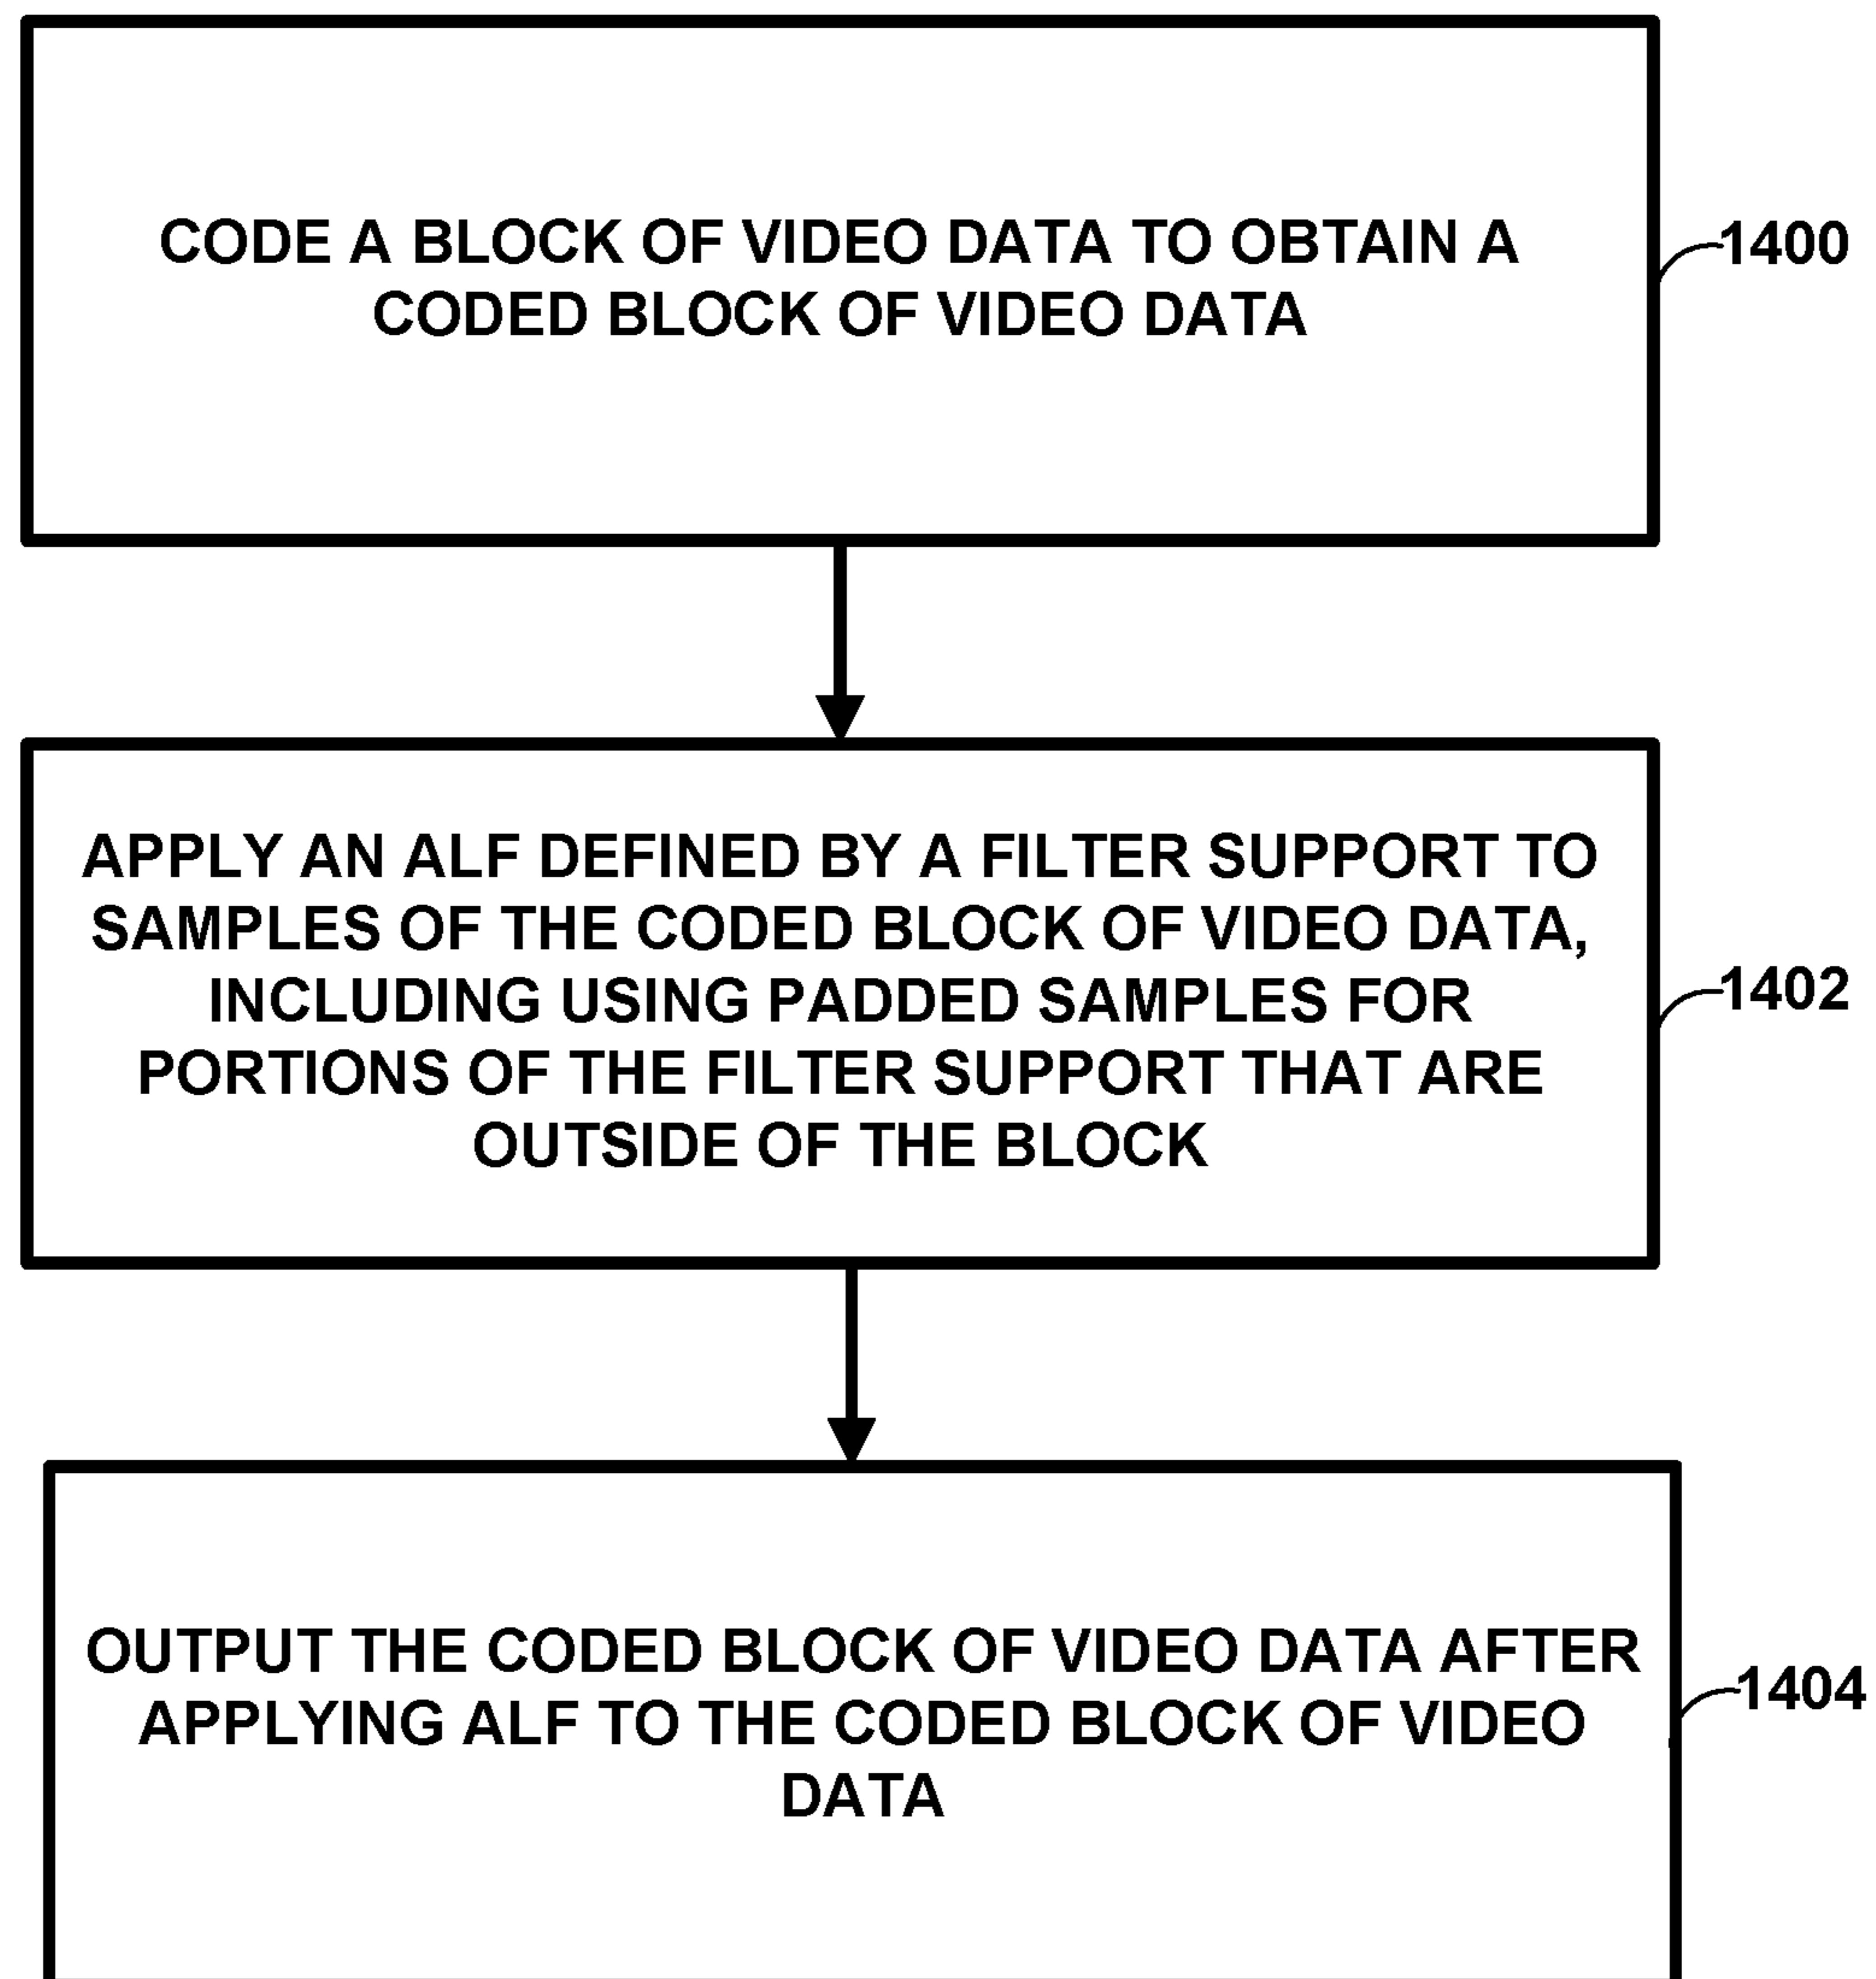 CODE A BLOCK OF VIDEO DATA TO OBTAIN A
CODED BLOCK OF VIDEO DATA
1400
APPLY AN ALF DEFINED BY A FILTER SUPPORT TO
SAMPLES OF THE CODED BLOCK OF VIDEO DATA,
INCLUDING USING PADDED SAMPLES FOR
PORTIONS OF THE FILTER SUPPORT THAT ARE
OUTSIDE OF THE BLOCK
1402
OUTPUT THE CODED BLOCK OF VIDEO DATA AFTER
APPLYING ALF TO THE CODED BLOCK OF VIDEO
DATA
1404